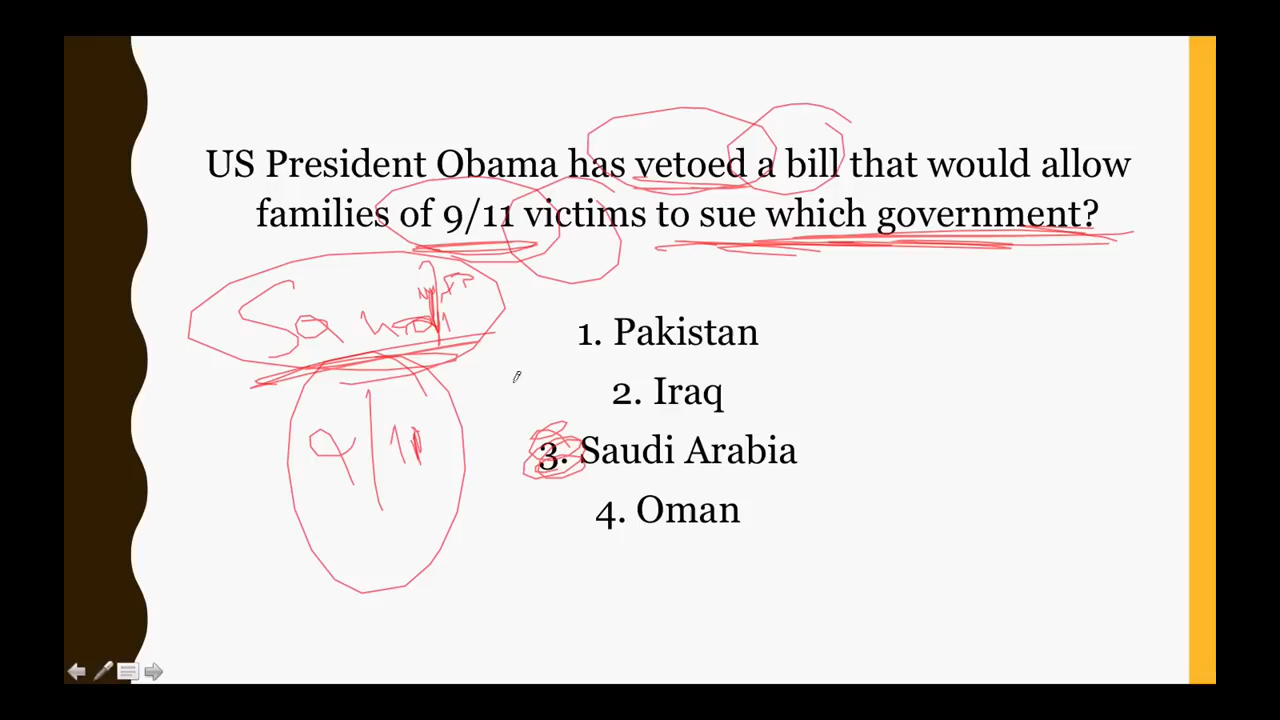 US President Obama has vetoed a bill that would allow
families of 9/11 victims to sue which government?
1. Pakistan
2. Iraq
3. Saudi Arabia
4. Oman
9/11